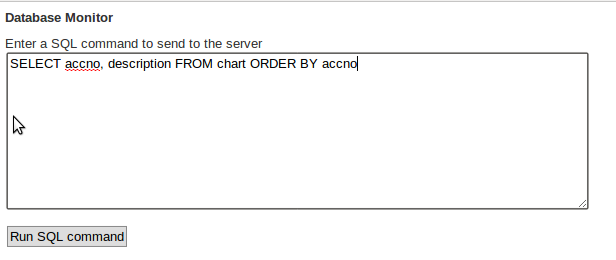 Database Monitor
Enter a SQL command to send to the server
SELECT accno, description FROM chart ORDER BY accno
Run SQL command